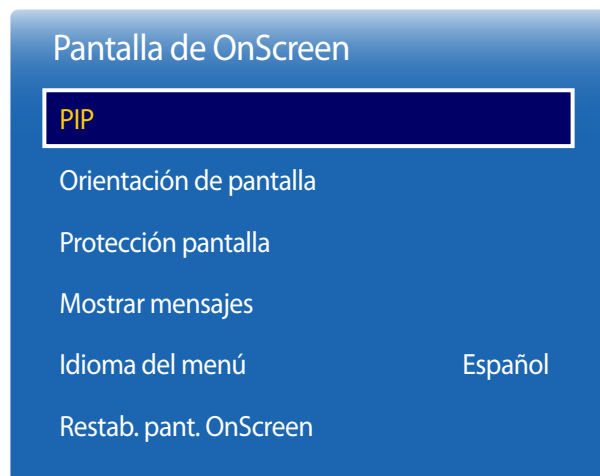 Pantalla de OnScreen
PIP
Orientación de pantalla
Protección pantalla
Mostrar mensajes
Idioma del menú Español
Restab. pant. OnScreen